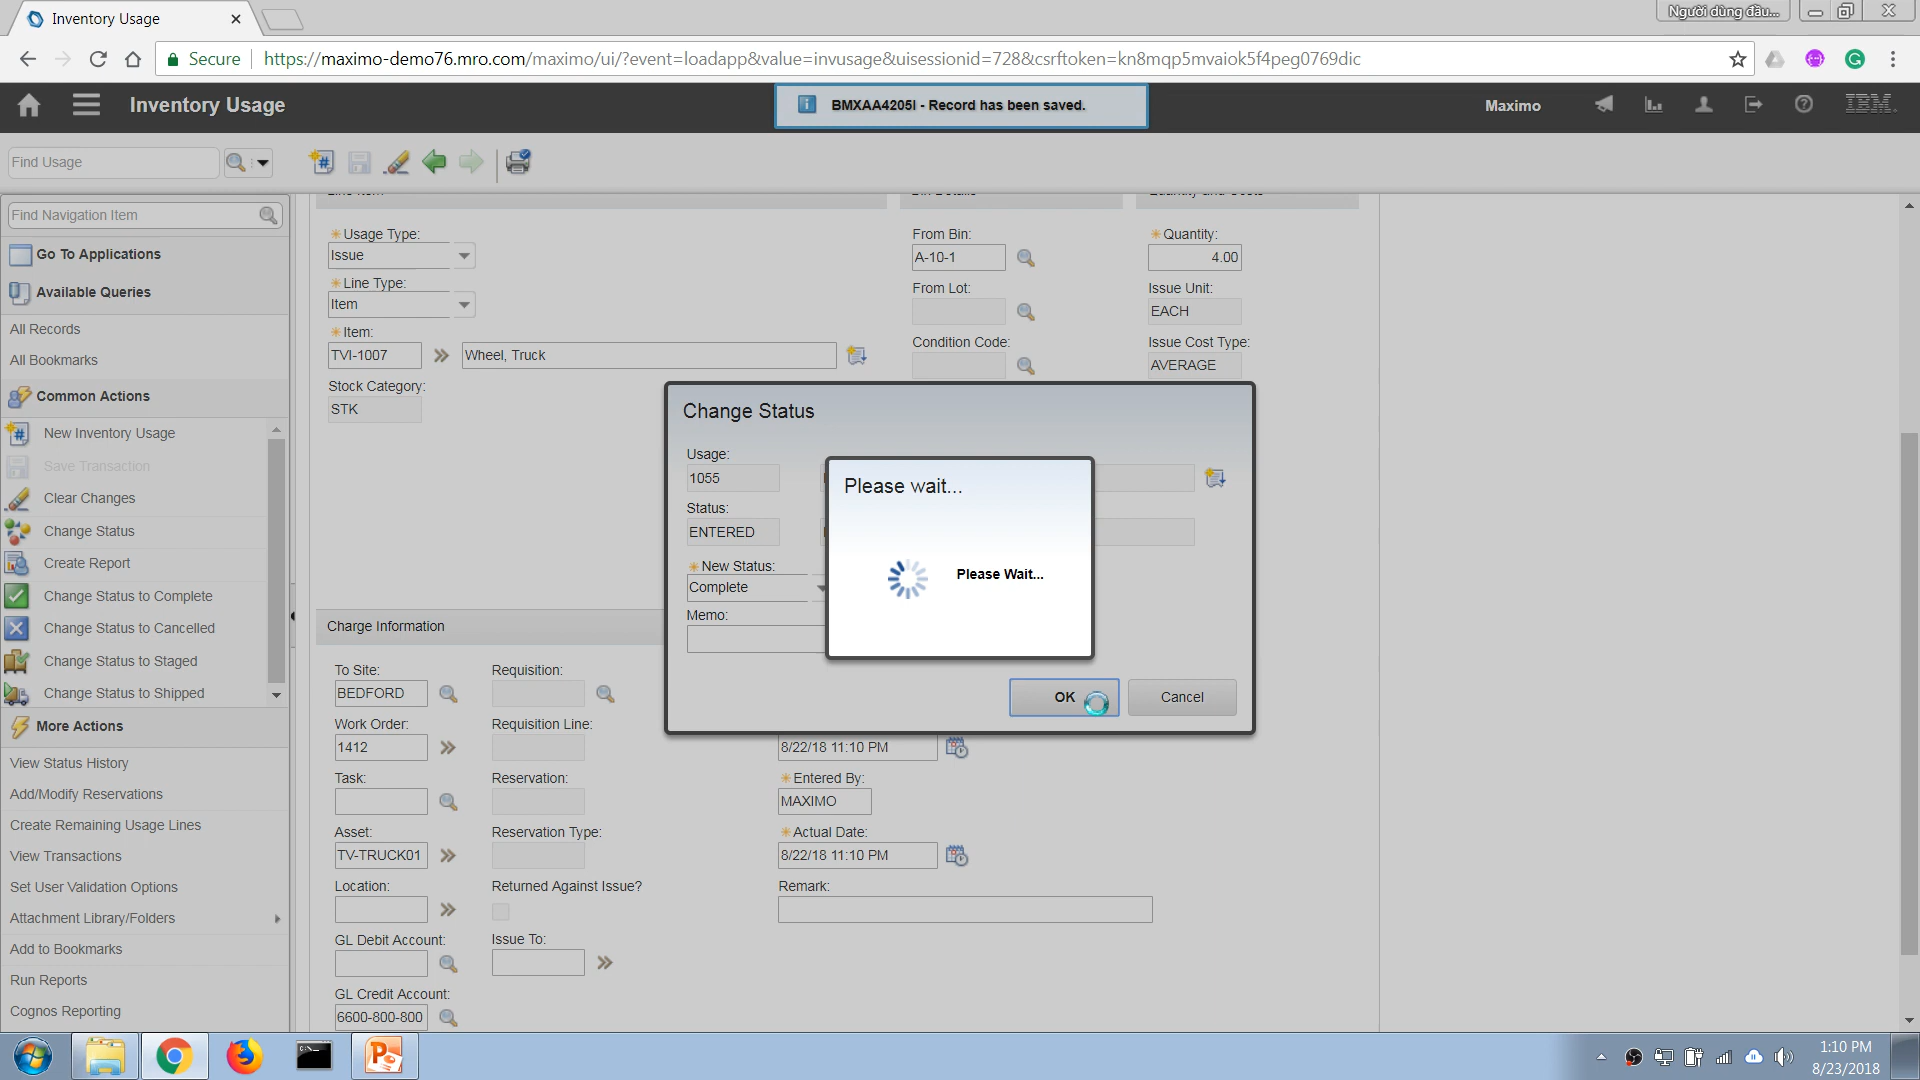 Inventory Usage
Người dùng đầu...
Secure
https://maximo-demo76.mro.com/maximo/ui/?event=loadapp&value=invusage&uisessionid=728&csrftoken=kn8mqp5mvaiok5f4peg0769dic
Inventory Usage
BMXAA4205I - Record has been saved.
Maximo
IBM.
Find Usage
Find Navigation Item
Go To Applications
Available Queries
All Records
All Bookmarks
Common Actions
New Inventory Usage
Save Transaction
Clear Changes
Change Status
Create Report
Change Status to Complete
Change Status to Cancelled
Change Status to Staged
Change Status to Shipped
More Actions
View Status History
Add/Modify Reservations
Create Remaining Usage Lines
View Transactions
Set User Validation Options
Attachment Library/Folders
Add to Bookmarks
Run Reports
Cognos Reporting
Usage Type:
Issue
Line Type:
Item
Item:
TVI-1007
Wheel, Truck
Stock Category:
STK
From Bin:
A-10-1
From Lot:
Condition Code:
Quantity:
4.00
Issue Unit:
EACH
Issue Cost Type:
AVERAGE
Change Status
Usage:
1055
Status:
ENTERED
New Status:
Complete
Memo:
OK
Cancel
Please wait...
Please Wait...
Charge Information
To Site:
BEDFORD
Work Order:
1412
Task:
Asset:
TV-TRUCK01
Location:
GL Debit Account:
GL Credit Account:
6600-800-800
Requisition:
Requisition Line:
Reservation:
Reservation Type:
Returned Against Issue?
Issue To:
8/22/18 11:10 PM
Entered By:
MAXIMO
Actual Date:
8/22/18 11:10 PM
Remark:
1:10 PM
8/23/2018